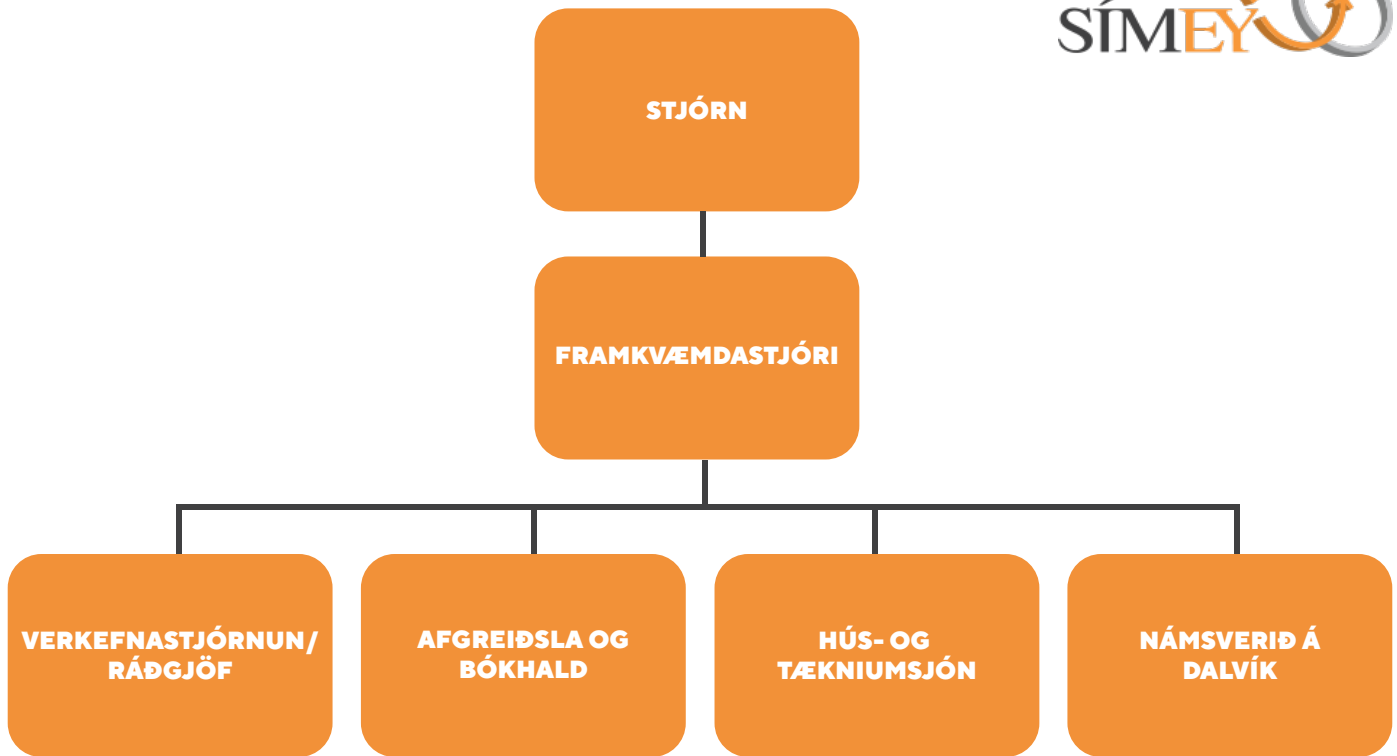 SÍMEY
STJÓRN
FRAMKVÆMDASTJÓRI
VERKEFNASTJÓRNUN/
RÁÐGJÖF
AFGREIÐSLA OG
BÓKHALD
HÚS- OG
TÆKNIUMSJÓN
NÁMSVERIÐ Á
DALVÍK